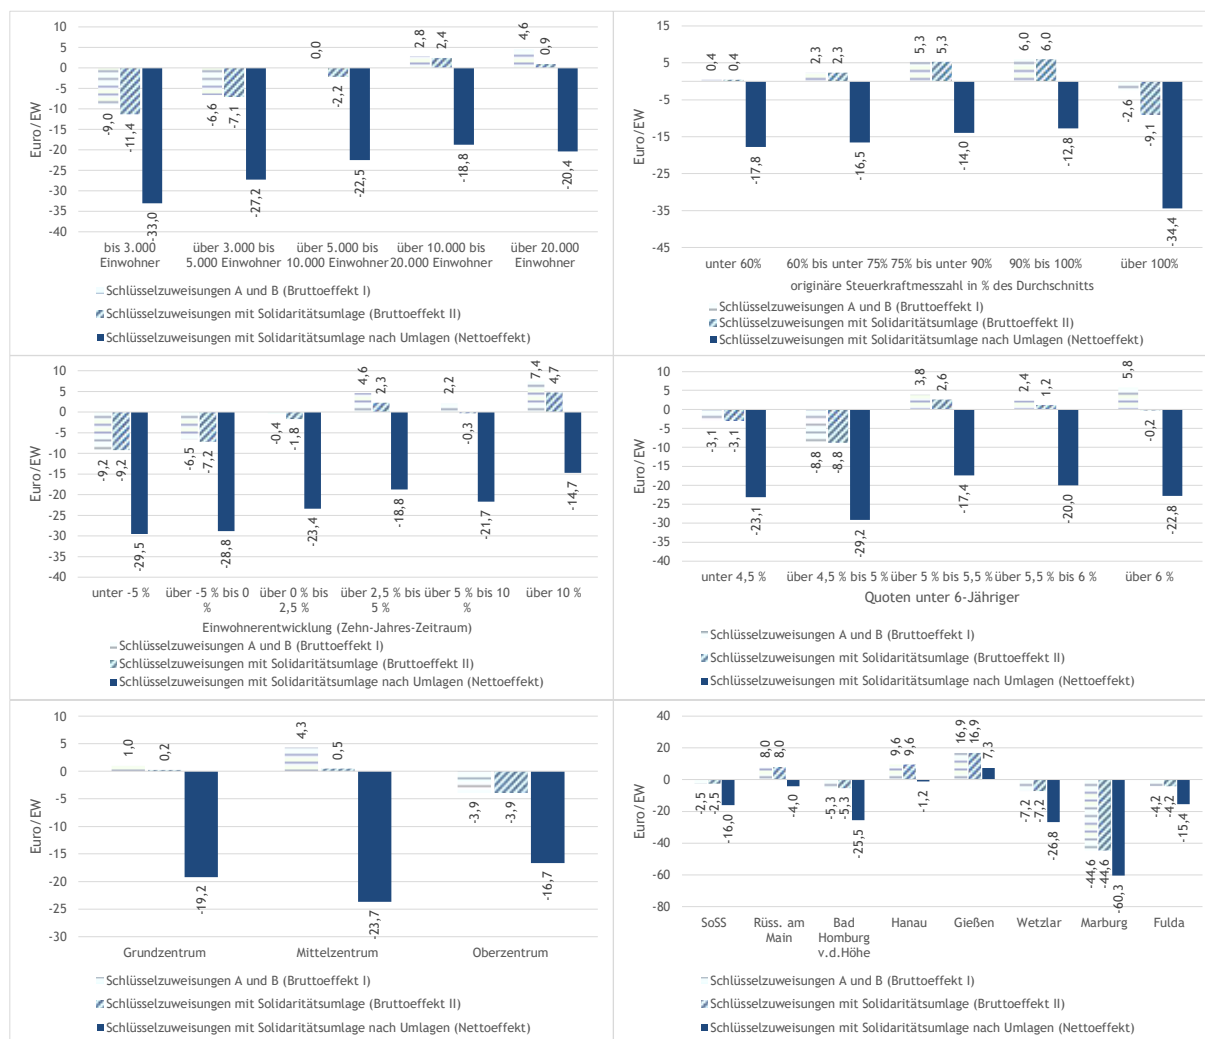 10
5
0
-5
-10
-15
-20
-25
-30
-35
-40
Euro/EW
-9,0
-11,4
-33,0
-6,6
-7,1
-27,2
0,0
-2,2
-22,5
2,8
2,4
-18,8
4,6
0,9
-20,4
bis 3.000 Einwohner
über 3.000 bis 5.000 Einwohner
über 5.000 bis 10.000 Einwohner
über 10.000 bis 20.000 Einwohner
über 20.000 Einwohner
Schlüsselzuweisungen A und B (Bruttoeffekt I)
Schlüsselzuweisungen mit Solidaritätsumlage (Bruttoeffekt II)
Schlüsselzuweisungen mit Solidaritätsumlage nach Umlagen (Nettoeffekt)
15
5
-5
-15
-25
-35
-45
Euro/EW
0,4
0,4
-17,8
2,3
2,3
-16,5
5,3
5,3
-14,0
6,0
6,0
-12,8
-2,6
-9,1
-34,4
unter 60%
60% bis unter 75%
75% bis unter 90%
90% bis 100%
über 100%
originäre Steuerkraftmesszahl in % des Durchschnitts
Schlüsselzuweisungen A und B (Bruttoeffekt I)
Schlüsselzuweisungen mit Solidaritätsumlage (Bruttoeffekt II)
Schlüsselzuweisungen mit Solidaritätsumlage nach Umlagen (Nettoeffekt)
10
5
0
-5
-10
-15
-20
-25
-30
-35
-40
Euro/EW
-9,2
-9,2
-29,5
-6,5
-7,2
-28,8
-0,4
-1,8
-23,4
4,6
2,3
-18,8
2,2
-0,3
-21,7
7,4
4,7
-14,7
unter -5 %
über -5 % bis 0 %
über 0 % bis 2,5 %
über 2,5 % bis 5 %
über 5 % bis 10 %
über 10 %
Einwohnerentwicklung (Zehn-Jahres-Zeitraum)
Schlüsselzuweisungen A und B (Bruttoeffekt I)
Schlüsselzuweisungen mit Solidaritätsumlage (Bruttoeffekt II)
Schlüsselzuweisungen mit Solidaritätsumlage nach Umlagen (Nettoeffekt)
10
5
0
-5
-10
-15
-20
-25
-30
-35
-40
Euro/EW
-3,1
-3,1
-23,1
-8,8
-8,8
-29,2
3,8
2,6
-17,4
2,4
1,2
-20,0
5,8
-0,2
-22,8
unter 4,5 %
über 4,5 % bis 5 %
über 5 % bis 5,5 %
über 5,5 % bis 6 %
über 6 %
Quoten unter 6-Jähriger
Schlüsselzuweisungen A und B (Bruttoeffekt I)
Schlüsselzuweisungen mit Solidaritätsumlage (Bruttoeffekt II)
Schlüsselzuweisungen mit Solidaritätsumlage nach Umlagen (Nettoeffekt)
10
5
0
-5
-10
-15
-20
-25
-30
Euro/EW
1,0
0,2
-19,2
4,3
0,5
-23,7
-3,9
-3,9
-16,7
Grundzentrum
Mittelzentrum
Oberzentrum
Schlüsselzuweisungen A und B (Bruttoeffekt I)
Schlüsselzuweisungen mit Solidaritätsumlage (Bruttoeffekt II)
Schlüsselzuweisungen mit Solidaritätsumlage nach Umlagen (Nettoeffekt)
40
20
0
-20
-40
-60
-80
Euro/EW
-2,5
-2,5
-16,0
8,0
8,0
-4,0
-5,3
-5,3
-25,5
9,6
9,6
-1,2
16,9
16,9
7,3
-7,2
-7,2
-26,8
-44,6
-44,6
-60,3
-4,2
-4,2
-15,4
SoSS
Rüss. am Main
Bad Homburg v.d.Höhe
Hanau
Gießen
Wetzlar
Marburg
Fulda
Schlüsselzuweisungen A und B (Bruttoeffekt I)
Schlüsselzuweisungen mit Solidaritätsumlage (Bruttoeffekt II)
Schlüsselzuweisungen mit Solidaritätsumlage nach Umlagen (Nettoeffekt)